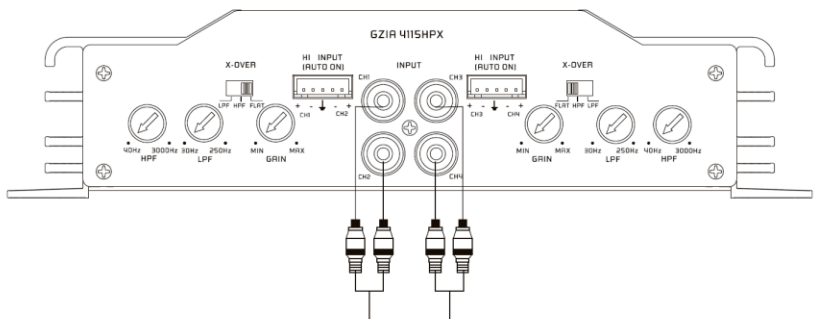 GZIA 4115HPX
X-OVER
HI INPUT
(AUTO ON)
INPUT
HI INPUT
(AUTO ON)
X-OVER
CH1
CH3
LPF HPF FLAT
+ - ⏚ - +
CH1 CH2
+ - ⏚ - +
CH3 CH4
FLAT HPF LPF
CH2
CH4
40Hz 3000Hz
HPF
30Hz 250Hz
LPF
MIN MAX
GAIN
MIN MAX
GAIN
30Hz 250Hz
LPF
40Hz 3000Hz
HPF